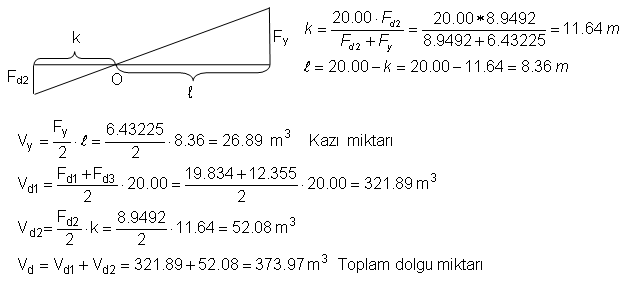 k
F_y
F_d2
O
ℓ
k = (20.00 · F_d2) / (F_d2 + F_y) = (20.00 * 8.9492) / (8.9492 + 6.43225) = 11.64 m
ℓ = 20.00 − k = 20.00 − 11.64 = 8.36 m
V_y = F_y/2 · ℓ = 6.43225/2 · 8.36 = 26.89 m³ Kazı miktarı
V_d1 = (F_d1 + F_d3)/2 · 20.00 = (19.834 + 12.355)/2 · 20.00 = 321.89 m³
V_d2 = F_d2/2 · k = 8.9492/2 · 11.64 = 52.08 m³
V_d = V_d1 + V_d2 = 321.89 + 52.08 = 373.97 m³ Toplam dolgu miktarı